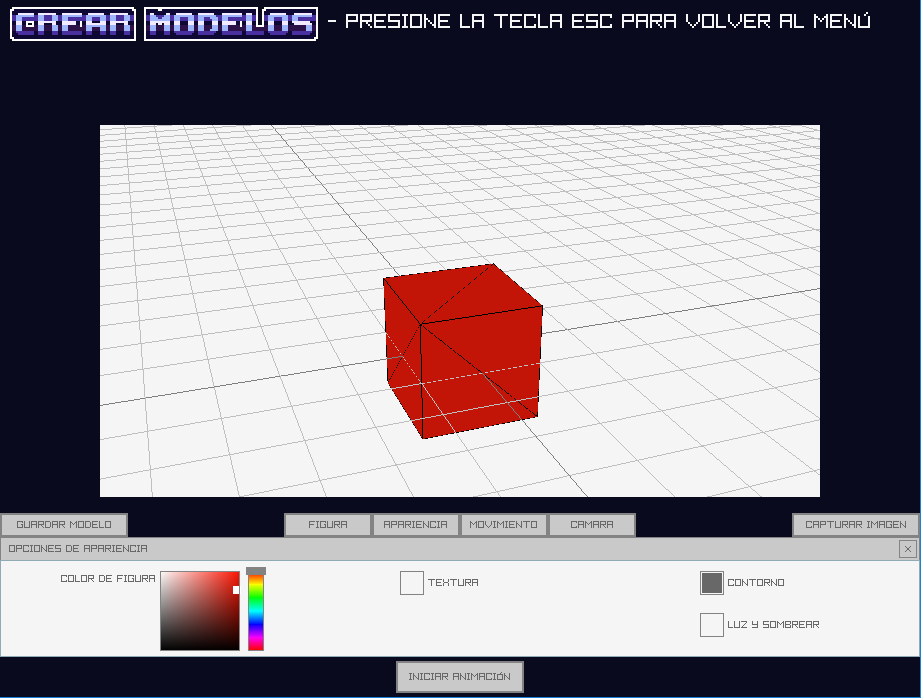 CREAR MODELOS - PRESIONE LA TECLA ESC PARA VOLVER AL MENÚ
GUARDAR MODELO
FIGURA
APARIENCIA
MOVIMIENTO
CAMARA
CAPTURAR IMAGEN
OPCIONES DE APARIENCIA
COLOR DE FIGURA
TEXTURA
CONTORNO
LUZ Y SOMBREAR
INICIAR ANIMACIÓN